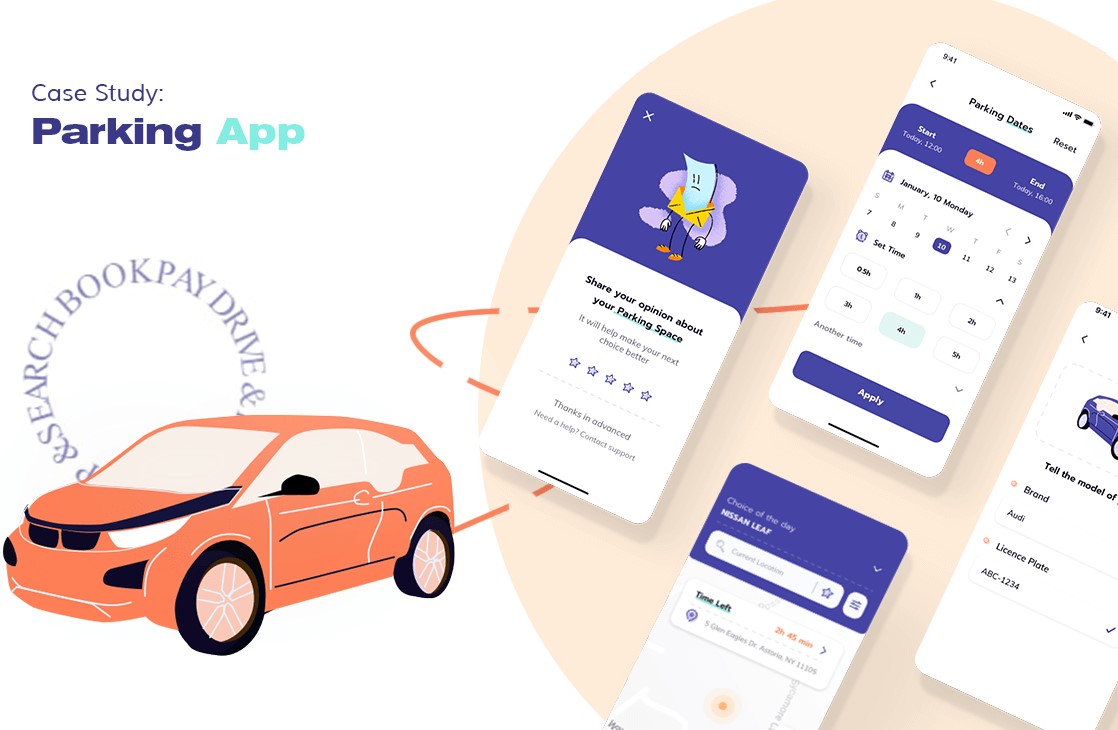 Case Study:
Parking App
SEARCH BOOK PAY DRIVE &
P &
Share your opinion about
your Parking Space
It will help make your next
choice better
Thanks in advanced
Need a help? Contact support
9:41
Parking Dates
Reset
Start
Today, 12:00
4h
End
Today, 16:00
January, 10 Monday
S M T W T F S
7 8 9 10 11 12 13
Set Time
0.5h
1h
2h
3h
4h
5h
Another time
Apply
Choice of the day
NISSAN LEAF
Current Location
Time Left
2h 45 min
5 Glen Eagles Dr. Astoria, NY 11105
9:41
Tell the model of
Brand
Audi
Licence Plate
ABC-1234